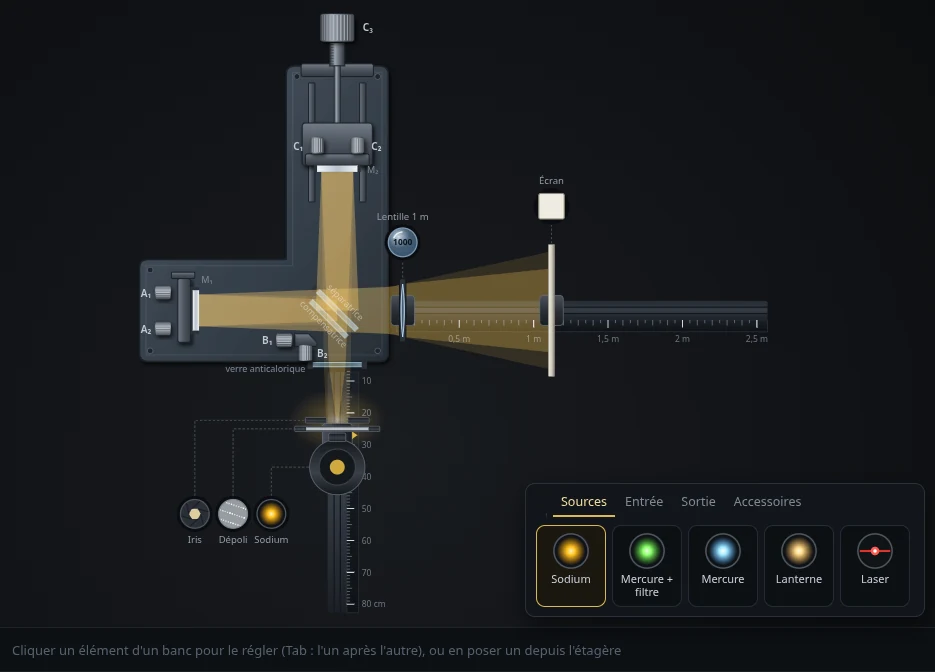 C₃
C₁
C₂
M₂
Écran
Lentille 1 m
1000
M₁
A₁
A₂
séparatrice
compensatrice
B₁
B₂
0,5 m
1 m
1,5 m
2 m
2,5 m
verre anticalorique
10
20
30
40
50
60
70
80 cm
Iris
Dépoli
Sodium
Sources
Entrée
Sortie
Accessoires
Sodium
Mercure +
filtre
Mercure
Lanterne
Laser
Cliquer un élément d'un banc pour le régler (Tab : l'un après l'autre), ou en poser un depuis l'étagère